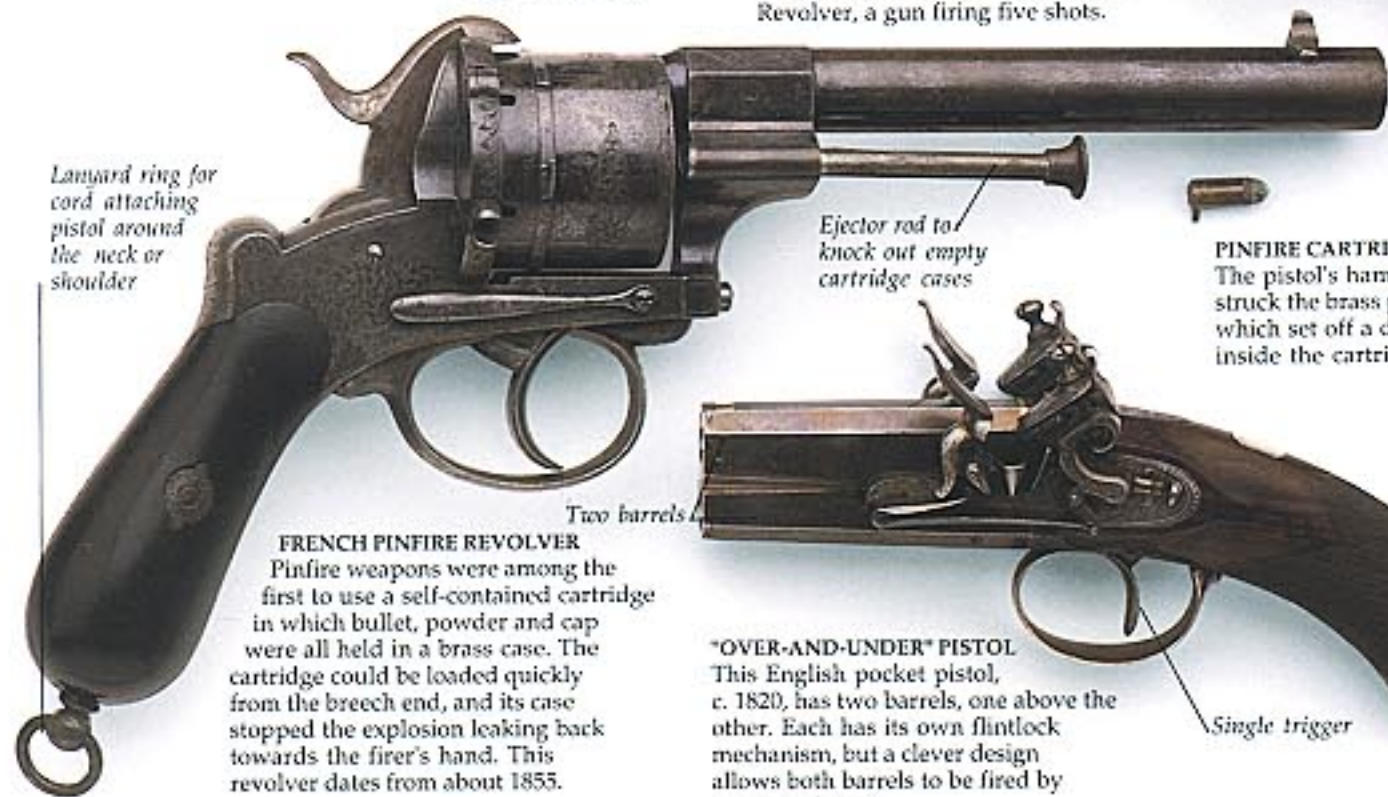 Revolver, a gun firing five shots.
Lanyard ring for
cord attaching
pistol around
the neck or
shoulder
Ejector rod to
knock out empty
cartridge cases
PINFIRE
The pistol's
struck the brass
which set off a
inside the
Two barrels
FRENCH PINFIRE REVOLVER
Pinfire weapons were among the
first to use a self-contained cartridge
in which bullet, powder and cap
were all held in a brass case. The
cartridge could be loaded quickly
from the breech end, and its case
stopped the explosion leaking back
towards the firer's hand. This
revolver dates from about 1855.
"OVER-AND-UNDER" PISTOL
This English pocket pistol,
c. 1820, has two barrels, one above the
other. Each has its own flintlock
mechanism, but a clever design
allows both barrels to be fired by
Single trigger